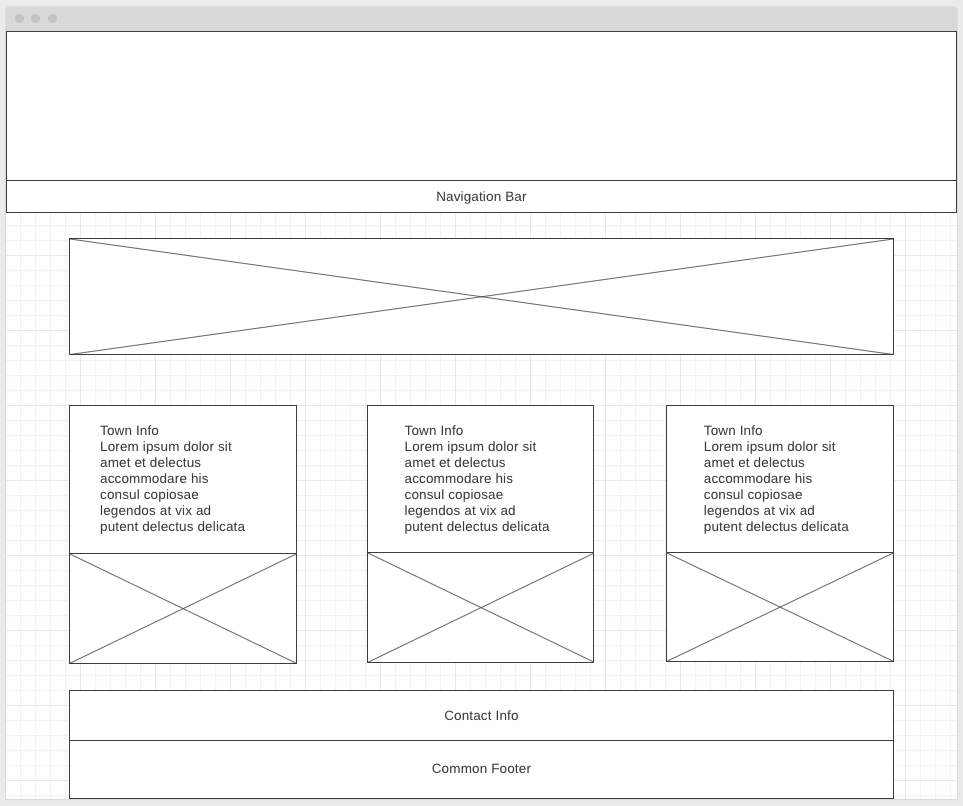 Navigation Bar
Town Info
Lorem ipsum dolor sit
amet et delectus
accommodare his
consul copiosae
legendos at vix ad
putent delectus delicata
Town Info
Lorem ipsum dolor sit
amet et delectus
accommodare his
consul copiosae
legendos at vix ad
putent delectus delicata
Town Info
Lorem ipsum dolor sit
amet et delectus
accommodare his
consul copiosae
legendos at vix ad
putent delectus delicata
Contact Info
Common Footer